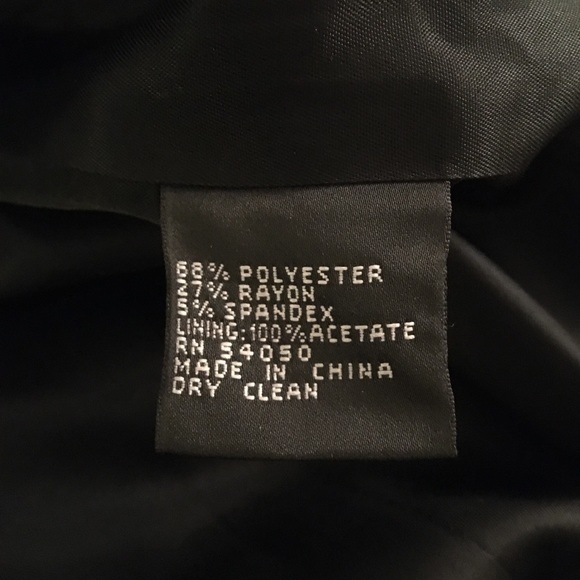 68% POLYESTER
27% RAYON
5% SPANDEX
LINING:100%ACETATE
RN 54050
MADE IN CHINA
DRY CLEAN